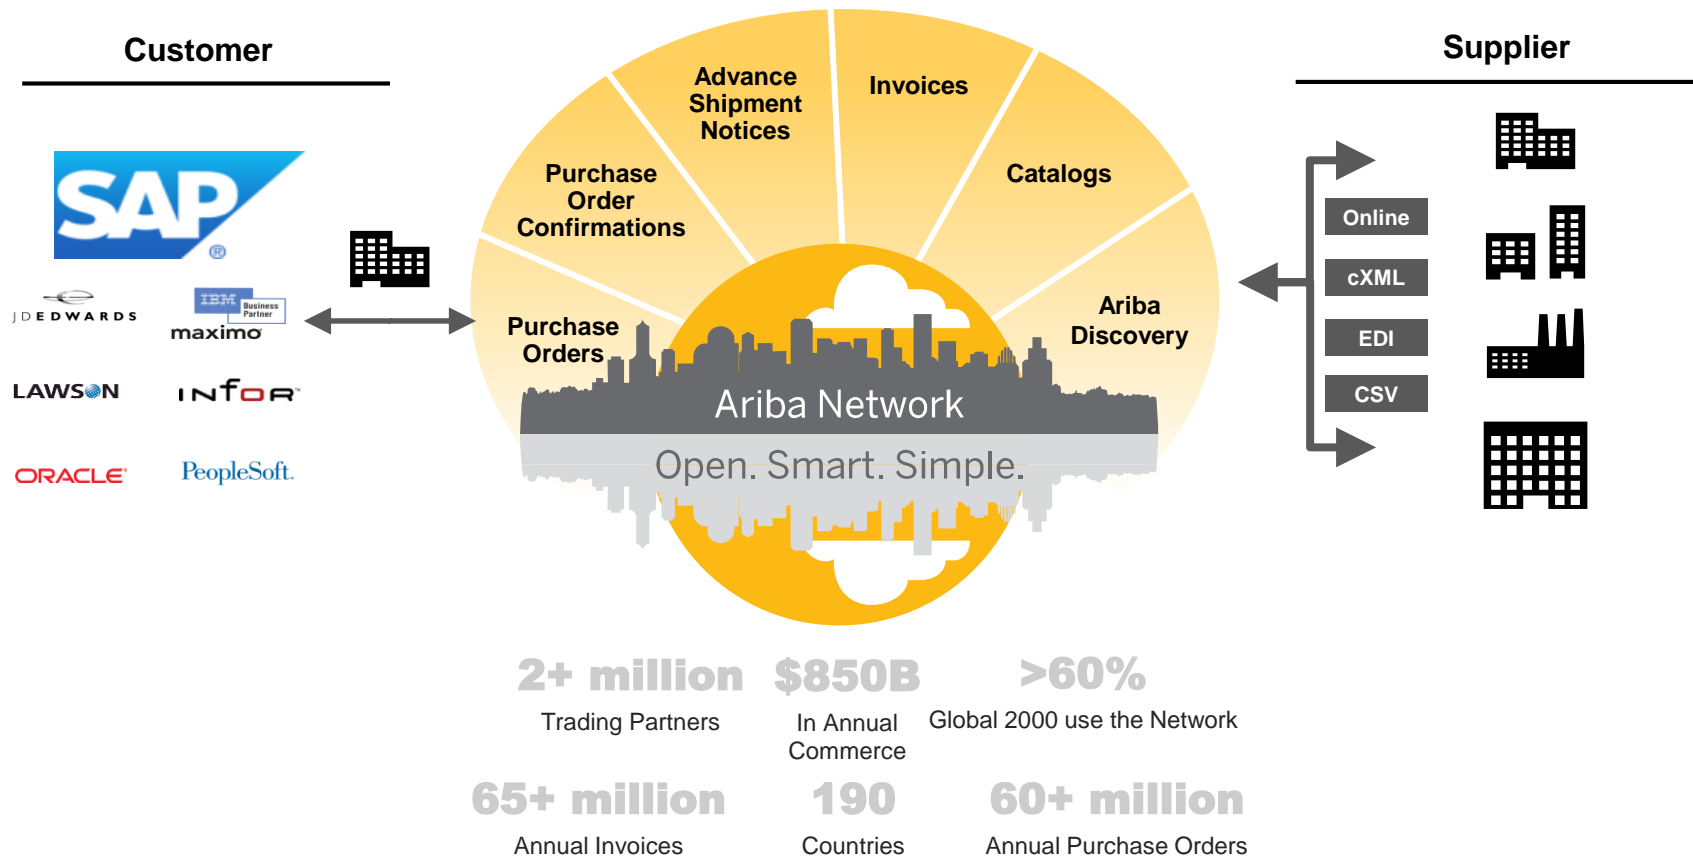 Customer
Supplier
SAP
®
JDEDWARDS
IBM
Business
Partner
maximo
LAWSON
INFOR™
ORACLE®
PeopleSoft.
Purchase
Orders
Purchase
Order
Confirmations
Advance
Shipment
Notices
Invoices
Catalogs
Ariba
Discovery
Ariba Network
Open. Smart. Simple.
Online
cXML
EDI
CSV
2+ million
Trading Partners
$850B
In Annual
Commerce
>60%
Global 2000 use the Network
65+ million
Annual Invoices
190
Countries
60+ million
Annual Purchase Orders